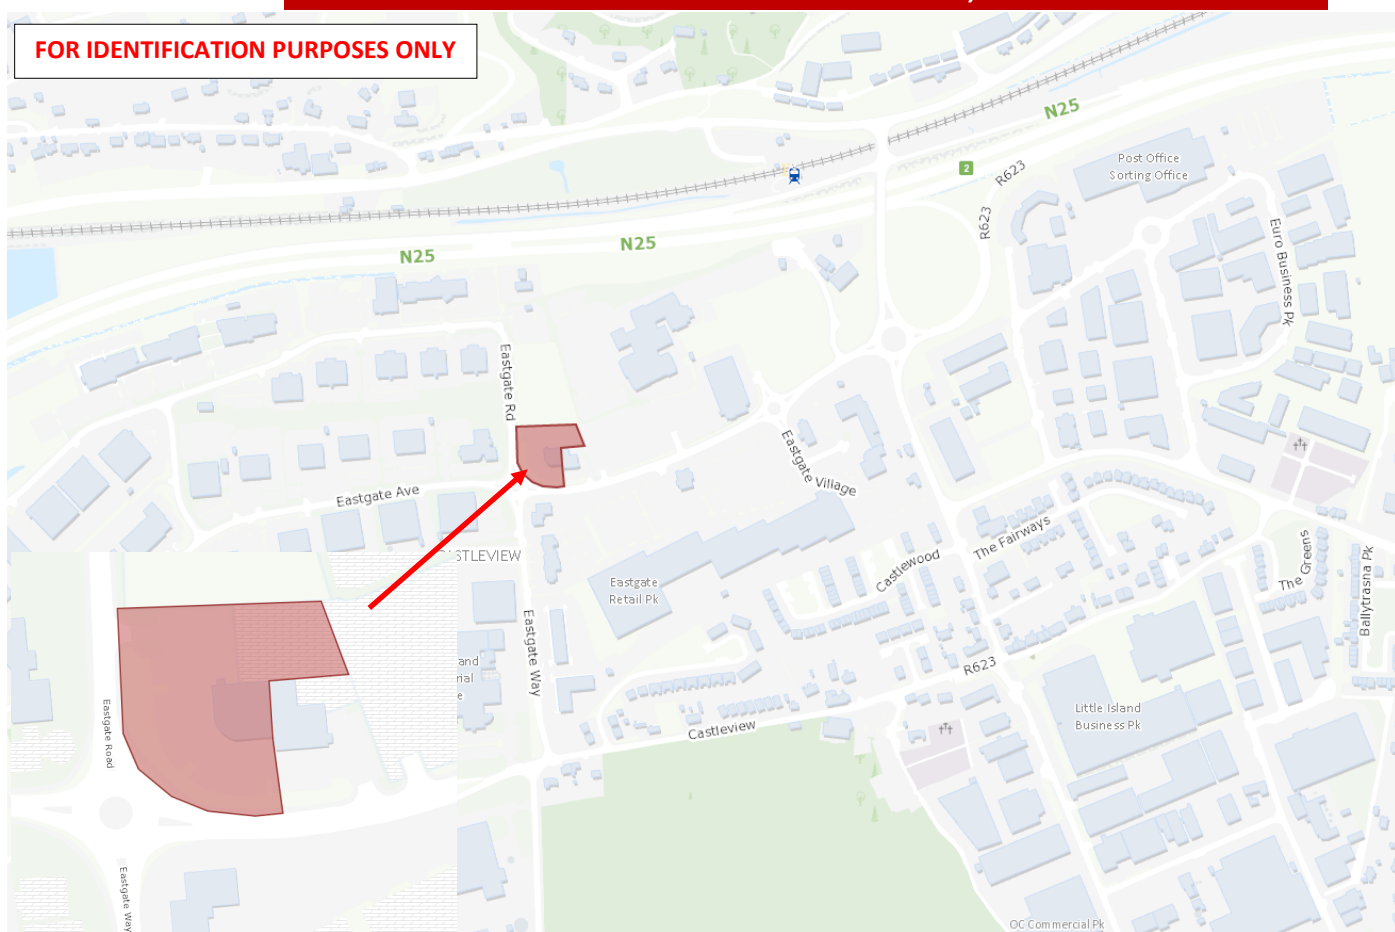 FOR IDENTIFICATION PURPOSES ONLY
N25
Post Office
Sorting Office
2
R623
R623
N25
N25
Euro Business Pk
Eastgate Rd
Eastgate Village
Eastgate Ave
The Fairways
Castlewood
The Greens
Ballytrasna Pk
Eastgate
Retail Pk
Eastgate Way
R623
Castleview
Little Island
Business Pk
Eastgate Road
Eastgate Way
OC Commercial Pk